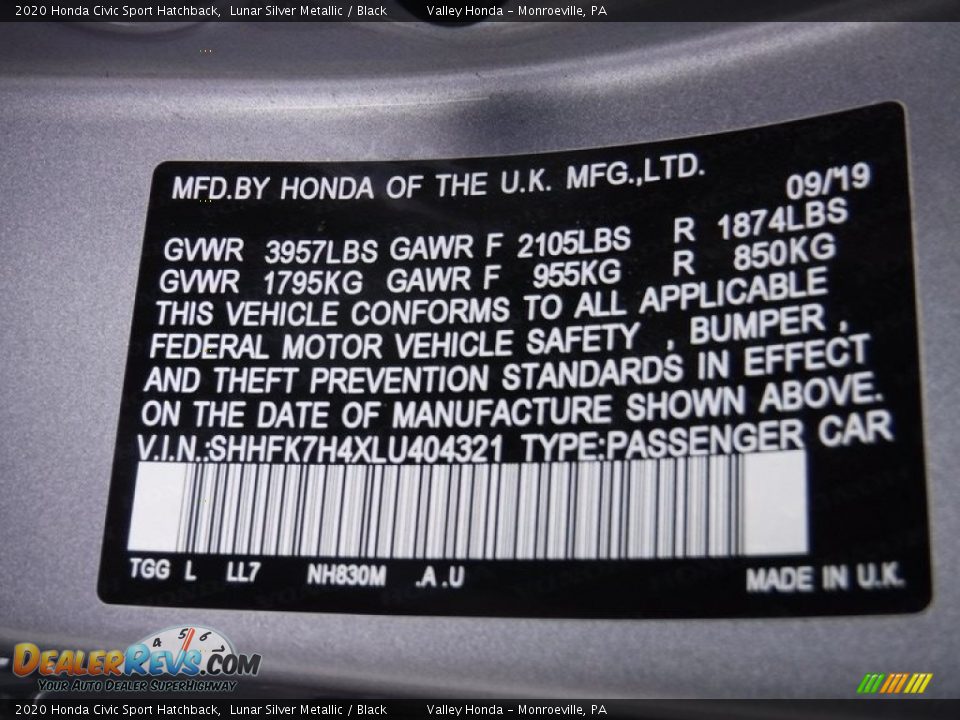 2020 Honda Civic Sport Hatchback, Lunar Silver Metallic / Black Valley Honda - Monroeville, PA
MFD.BY HONDA OF THE U.K. MFG.,LTD.
09/'19
GVWR 3957LBS GAWR F 2105LBS R 1874LBS
GVWR 1795KG GAWR F 955KG R 850KG
THIS VEHICLE CONFORMS TO ALL APPLICABLE
FEDERAL MOTOR VEHICLE SAFETY , BUMPER ,
AND THEFT PREVENTION STANDARDS IN EFFECT
ON THE DATE OF MANUFACTURE SHOWN ABOVE.
V.I.N.:SHHFK7H4XLU404321 TYPE:PASSENGER CAR
TGG L LL7 NH830M .A .U MADE IN U.K.
4 5 6 7
DEALERREVS.COM
YOUR AUTO DEALER SUPERHIGHWAY
2020 Honda Civic Sport Hatchback, Lunar Silver Metallic / Black Valley Honda - Monroeville, PA